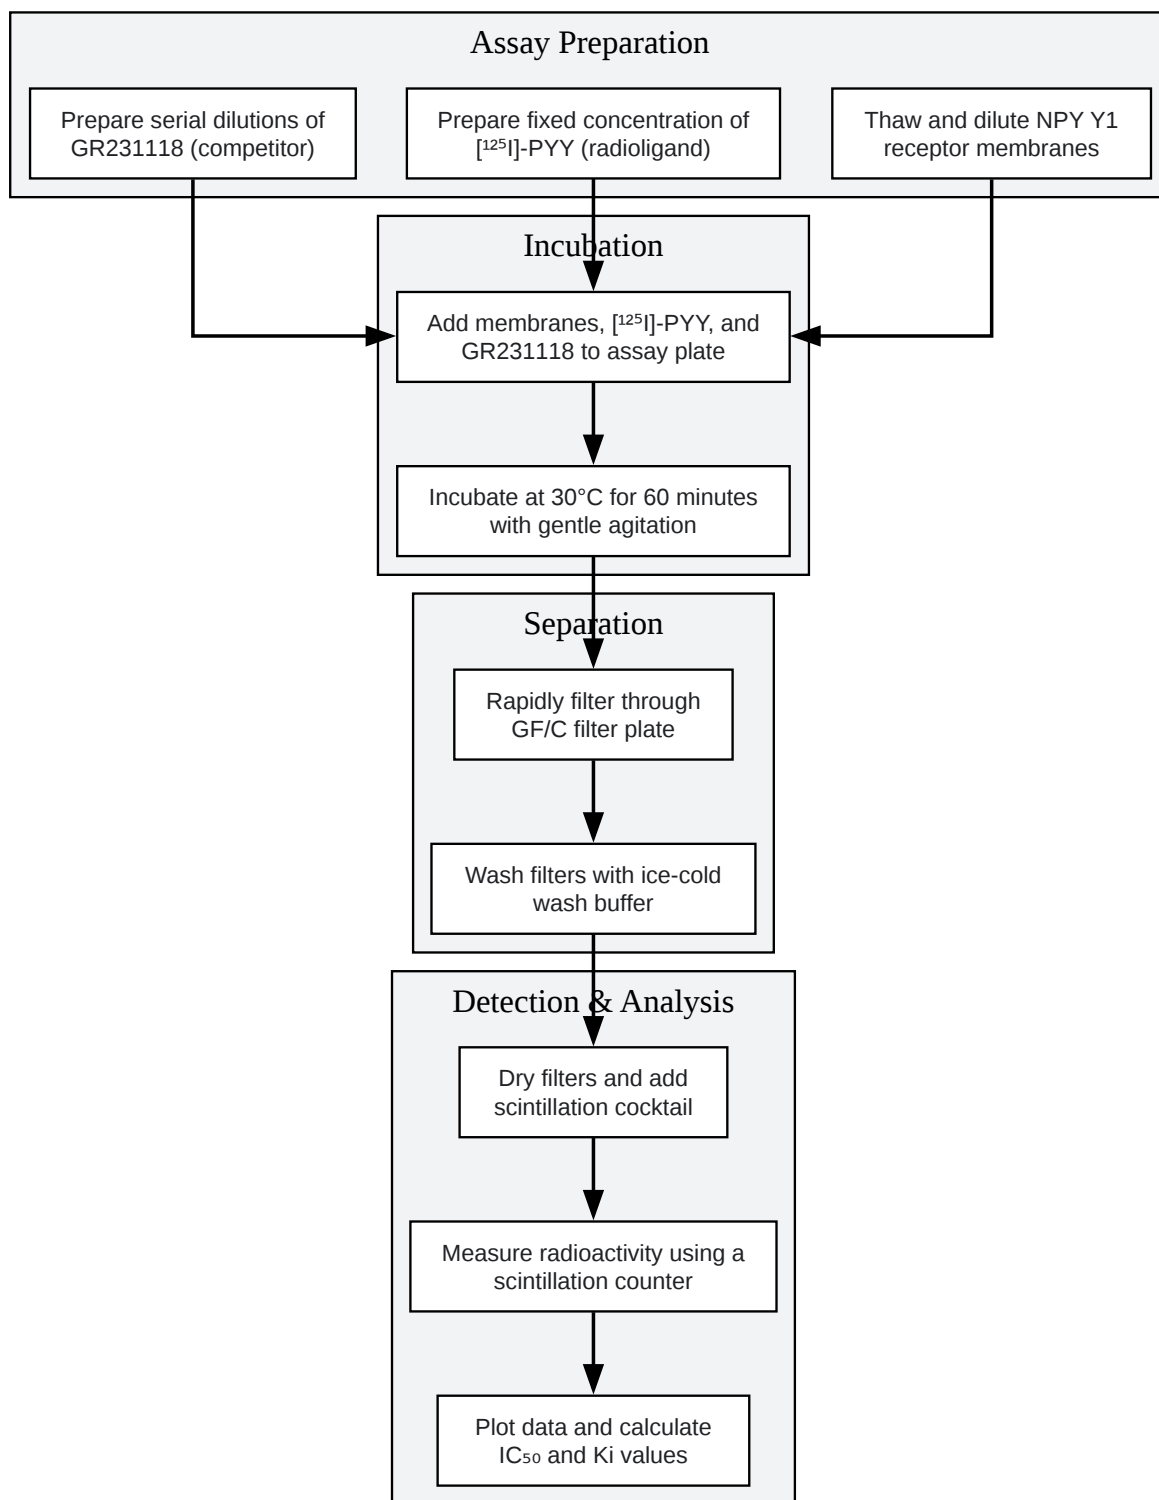 Assay Preparation
Prepare serial dilutions of
GR231118 (competitor)
Prepare fixed concentration of
[¹²⁵I]-PYY (radioligand)
Thaw and dilute NPY Y1
receptor membranes
Incubation
Add membranes, [¹²⁵I]-PYY, and
GR231118 to assay plate
Incubate at 30°C for 60 minutes
with gentle agitation
Separation
Rapidly filter through
GF/C filter plate
Wash filters with ice-cold
wash buffer
Detection & Analysis
Dry filters and add
scintillation cocktail
Measure radioactivity using a
scintillation counter
Plot data and calculate
IC₅₀ and Ki values